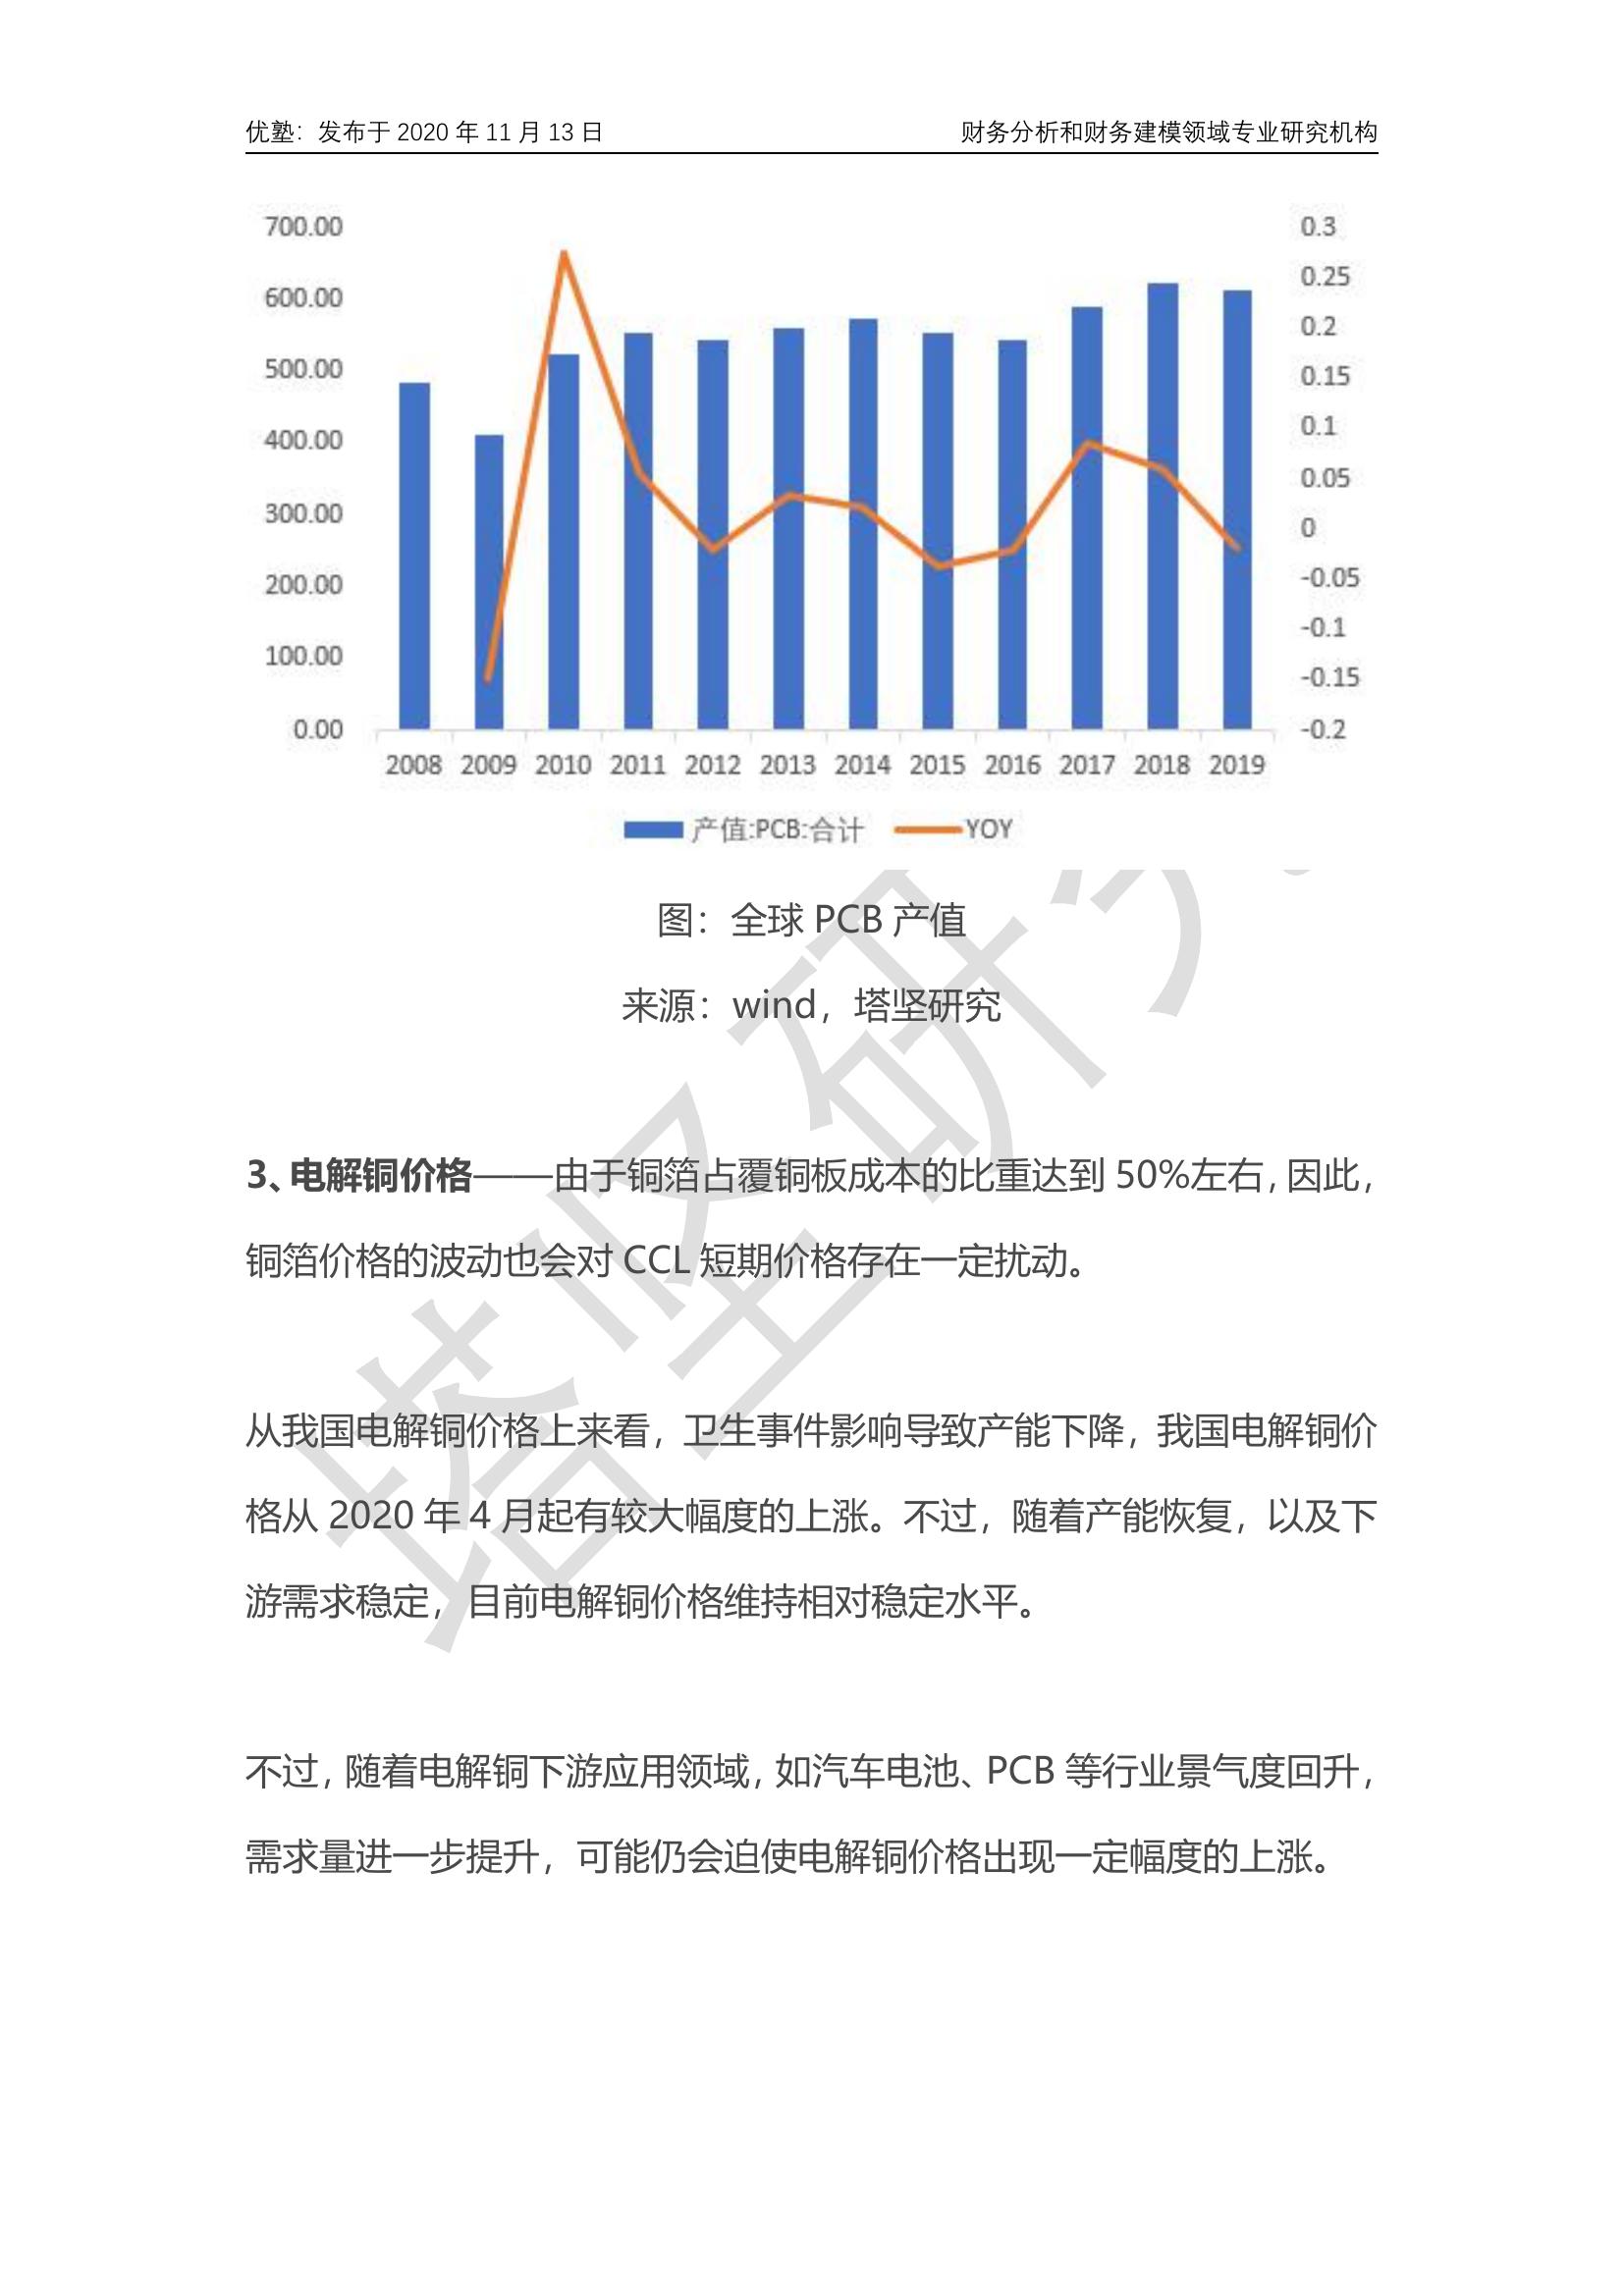 优塾：发布于 2020 年 11 月 13 日 财务分析和财务建模领域专业研究机构
700.00 0.3
600.00 0.25
500.00 0.2
400.00 0.15
300.00 0.1
200.00 0.05
100.00 0
0.00 -0.05
-0.1
-0.15
-0.2
2008 2009 2010 2011 2012 2013 2014 2015 2016 2017 2018 2019
产值:PCB:合计 YOY
图：全球 PCB 产值
来源：wind，塔坚研究
3、电解铜价格——由于铜箔占覆铜板成本的比重达到 50%左右，因此，
铜箔价格的波动也会对 CCL 短期价格存在一定扰动。
从我国电解铜价格上来看，卫生事件影响导致产能下降，我国电解铜价
格从 2020 年 4 月起有较大幅度的上涨。不过，随着产能恢复，以及下
游需求稳定，目前电解铜价格维持相对稳定水平。
不过，随着电解铜下游应用领域，如汽车电池、PCB 等行业景气度回升，
需求量进一步提升，可能仍会迫使电解铜价格出现一定幅度的上涨。
塔坚研究